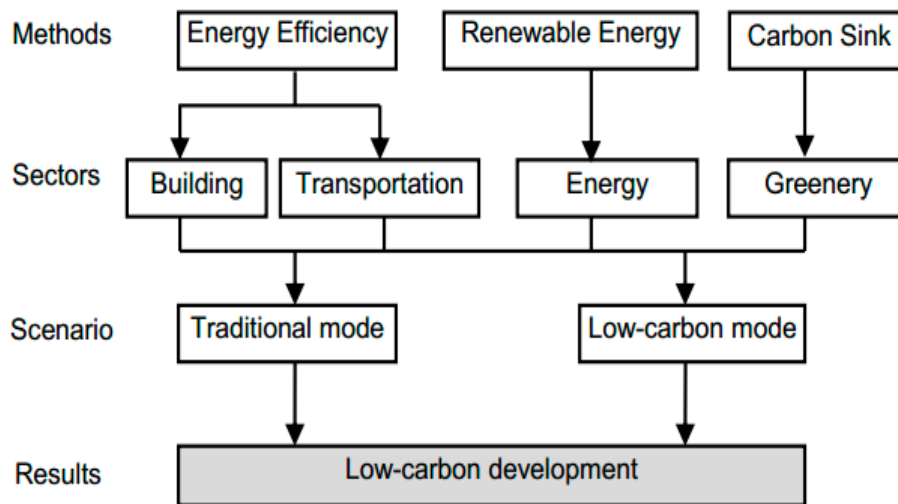 Methods
Energy Efficiency
Renewable Energy
Carbon Sink
Sectors
Building
Transportation
Energy
Greenery
Scenario
Traditional mode
Low-carbon mode
Results
Low-carbon development